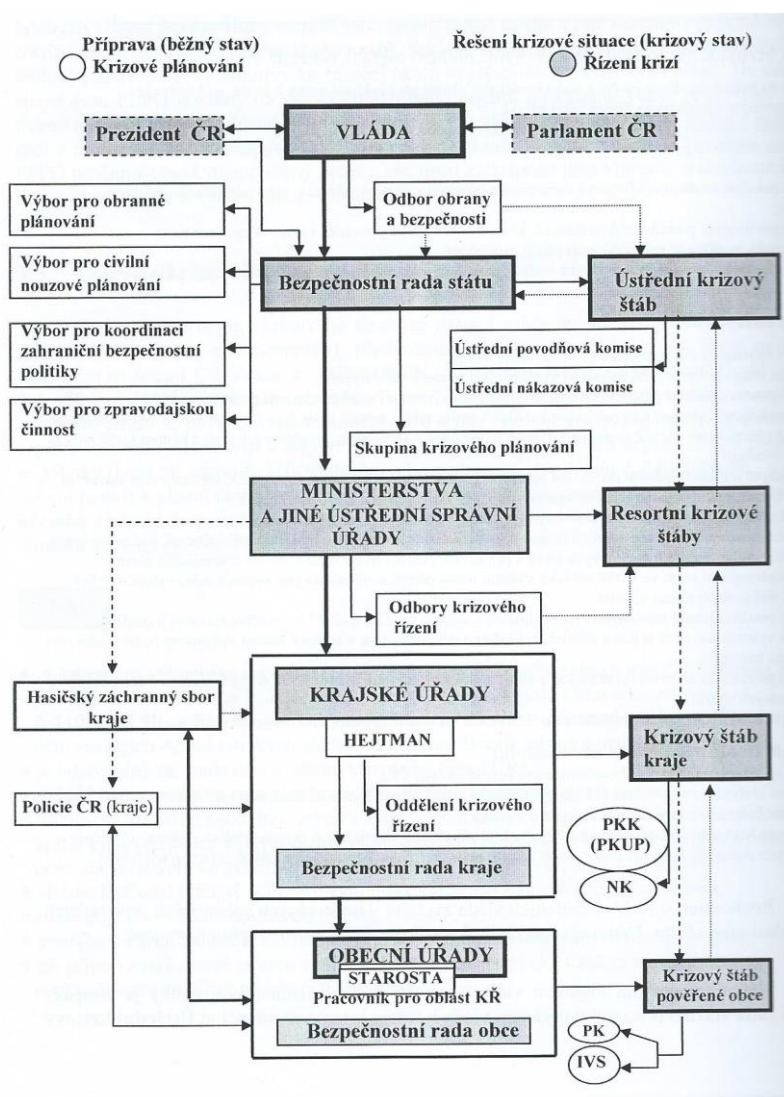 Příprava (běžný stav)
Krizové plánování
Řešení krizové situace (krizový stav)
Řízení krizí
Prezident ČR
VLÁDA
Parlament ČR
Výbor pro obranné
plánování
Odbor obrany
a bezpečnosti
Výbor pro civilní
nouzové plánování
Bezpečnostní rada státu
Ústřední krizový
štáb
Výbor pro koordinaci
zahraniční bezpečnostní
politiky
Ústřední povodňová komise
Ústřední nákazová komise
Výbor pro zpravodajskou
činnost
Skupina krizového plánování
MINISTERSTVA
A JINÉ ÚSTŘEDNÍ SPRÁVNÍ
ÚŘADY
Resortní krizové
štáby
Odbory krizového
řízení
Hasičský záchranný sbor
kraje
KRAJSKÉ ÚŘADY
HEJTMAN
Krizový štáb
kraje
Policie ČR (kraje)
Oddělení krizového
řízení
PKK
(PKUP)
NK
Bezpečnostní rada kraje
OBECNÍ ÚŘADY
STAROSTA
Pracovník pro oblast KŘ
Bezpečnostní rada obce
Krizový štáb
pověřené obce
PK
IVS